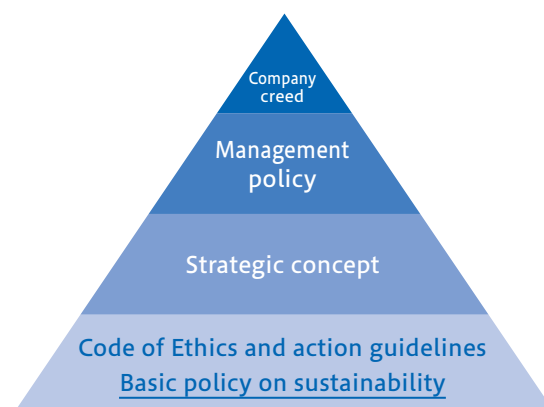 Company
creed
Management
policy
Strategic concept
Code of Ethics and action guidelines
Basic policy on sustainability